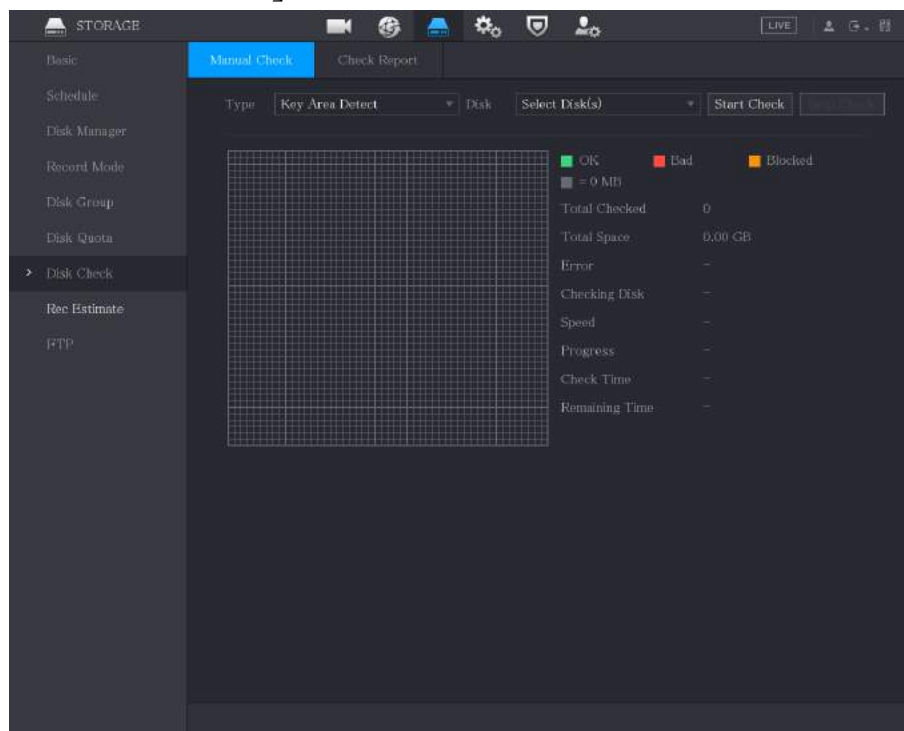 STORAGE
LIVE
Basic
Manual Check
Check Report
Schedule
Type
Key Area Detect
Disk
Select Disk(s)
Start Check
Disk Manager
Record Mode
OK
Bad
Blocked
= 0 MB
Disk Group
Total Checked 0
Disk Quota
Total Space 0.00 GB
Disk Check
Error -
Checking Disk -
Rec Estimate
Speed -
FTP
Progress -
Check Time -
Remaining Time -